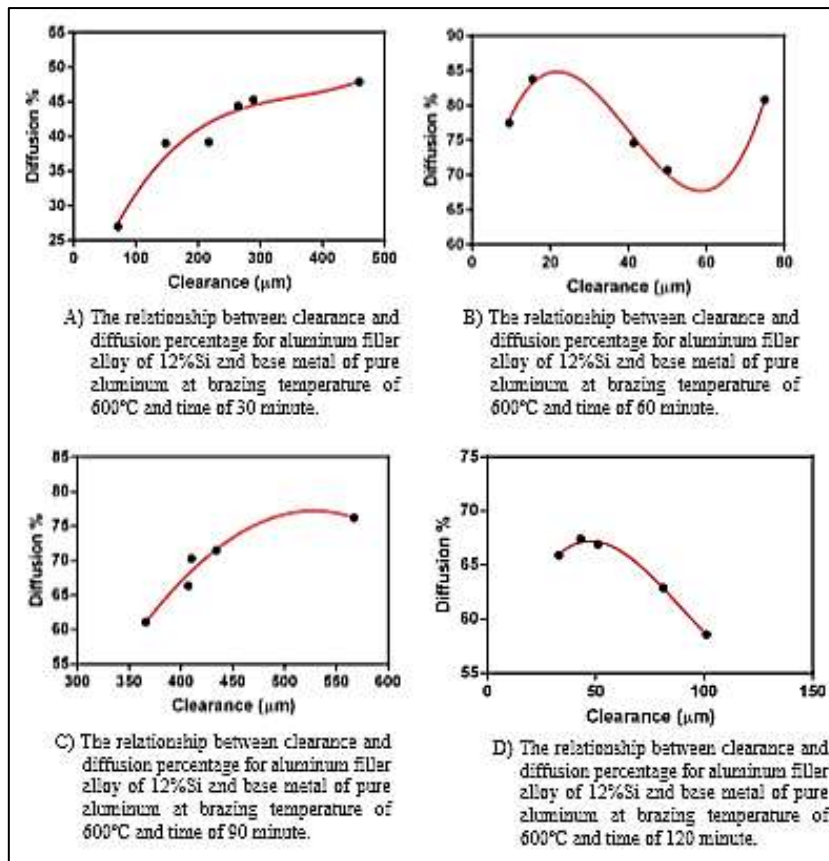 55
45
35
25
Diffusion %
0 100 200 300 400 500
Clearance (μm)
A) The relationship between clearance and
diffusion percentage for aluminum filler
alloy of 12%Si and base metal of pure
aluminum at brazing temperature of
600°C and time of 30 minute.
90
85
80
75
70
65
60
Diffusion %
0 20 40 60 80
Clearance (μm)
B) The relationship between clearance and
diffusion percentage for aluminum filler
alloy of 12%Si and base metal of pure
aluminum at brazing temperature of
600°C and time of 60 minute.
85
80
75
70
65
60
55
Diffusion %
300 350 400 450 500 550 600
Clearance (μm)
C) The relationship between clearance and
diffusion percentage for aluminum filler
alloy of 12%Si and base metal of pure
aluminum at brazing temperature of
600°C and time of 90 minute.
75
70
65
60
55
Diffusion %
0 50 100 150
Clearance (μm)
D) The relationship between clearance and
diffusion percentage for aluminum filler
alloy of 12%Si and base metal of pure
aluminum at brazing temperature of
600°C and time of 120 minute.